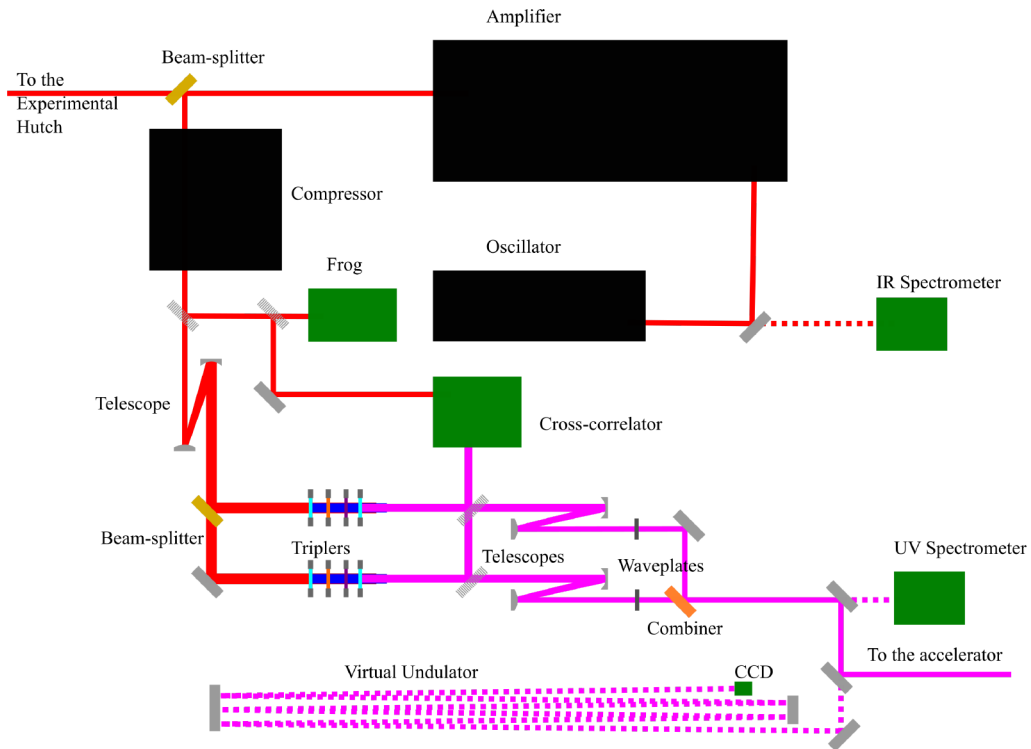 Amplifier
Beam-splitter
To the
Experimental
Hutch
Compressor
Oscillator
Frog
IR Spectrometer
Telescope
Cross-correlator
Beam-splitter
Triplers
Telescopes
Waveplates
UV Spectrometer
Combiner
To the accelerator
Virtual Undulator
CCD